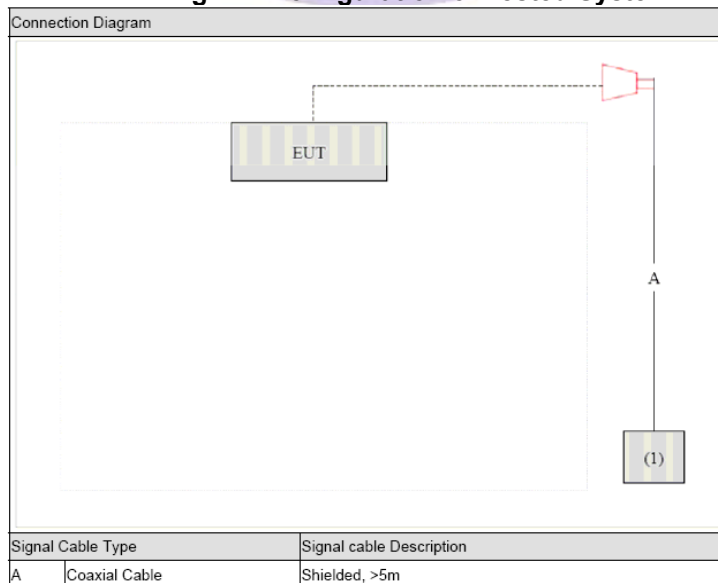 Connection Diagram
EUT
A
(1)
Signal Cable Type Signal cable Description
A Coaxial Cable Shielded, >5m